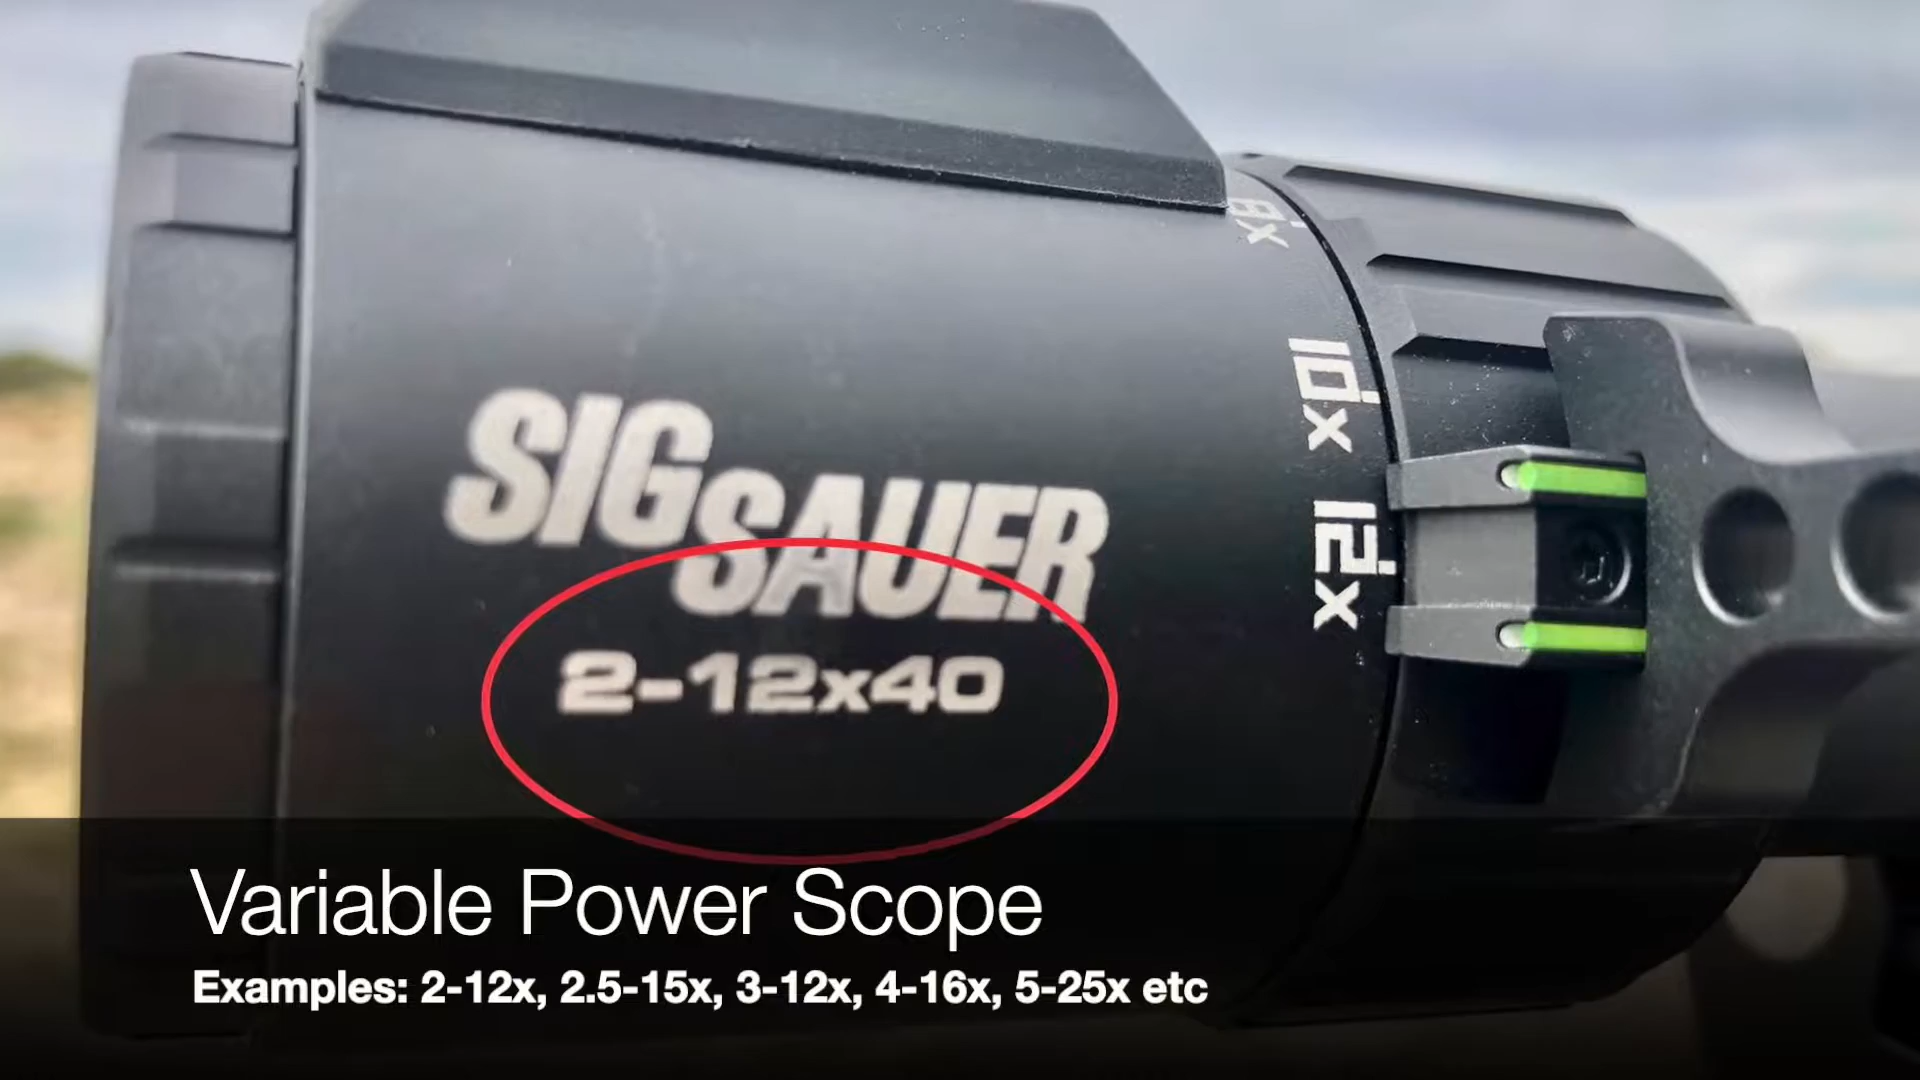 8x
10x
12x
SIG
SAUER
2-12x40
Variable Power Scope
Examples: 2-12x, 2.5-15x, 3-12x, 4-16x, 5-25x etc